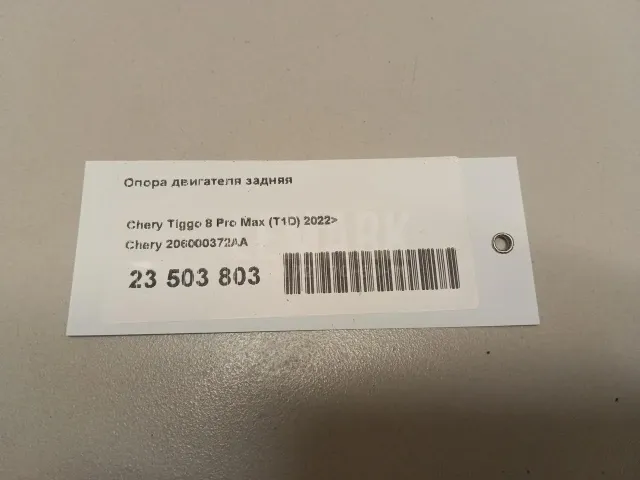 Опора двигателя задняя
Chery Tiggo 8 Pro Max (T1D) 2022>
Chery 206000372AA
23 503 803